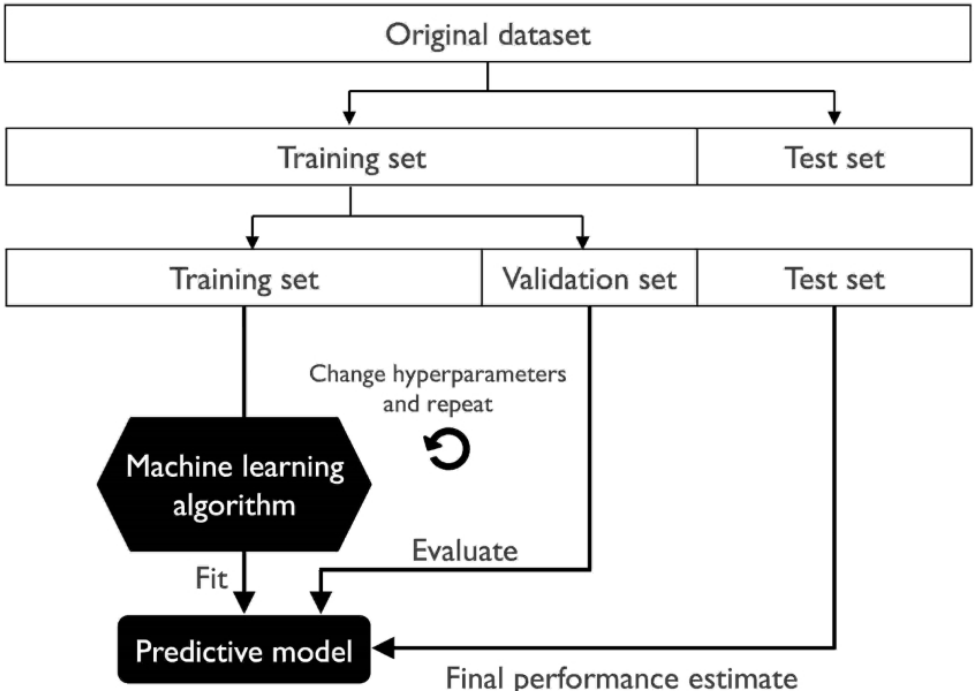 Original dataset
Training set
Test set
Training set
Validation set
Test set
Change hyperparameters
and repeat
Machine learning
algorithm
Evaluate
Fit
Predictive model
Final performance estimate